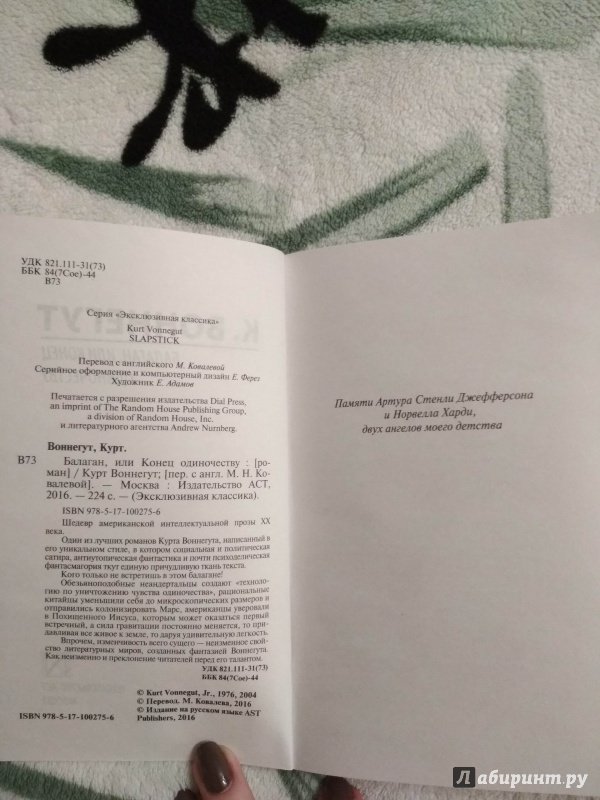 УДК 821.111-31(73)
ББК 84(7Сое)-44
В73
Серия «Эксклюзивная классика»
Kurt Vonnegut
SLAPSTICK
Перевод с английского М. Ковалевой
Серийное оформление и компьютерный дизайн Е. Ферез
Художник Е. Адамов
Печатается с разрешения издательства Dial Press,
an imprint of The Random House Publishing Group,
a division of Random House, Inc.
и литературного агентства Andrew Nurnberg.
Воннегут, Курт.
В73 Балаган, или Конец одиночеству : [ро-
ман] / Курт Воннегут; [пер. с англ. М. Н. Ко-
валевой]. — Москва : Издательство АСТ,
2016. — 224 с. — (Эксклюзивная классика).
ISBN 978-5-17-100275-6
Шедевр американской интеллектуальной прозы XX
века.
Один из лучших романов Курта Воннегута, написанный в
его уникальном стиле, в котором социальная и политическая
сатира, антиутопическая фантастика и почти психоделическая
фантасмагория ткут единую причудливую ткань текста.
Кого только не встретишь в этом балагане!
Обезьяноподобные неандертальцы создают «техноло-
гию по уничтожению чувства одиночества», рациональные
китайцы уменьшили себя до микроскопических размеров и
отправились колонизировать Марс, американцы уверовали
в Похищенного Иисуса, которым может оказаться первый
встречный, а сила гравитации постоянно меняется, то при-
давливая все живое к земле, то даруя удивительную легкость.
Впрочем, изменчивость всего сущего — неизменное свой-
ство литературных миров, созданных фантазией Воннегута.
Как неизменно и преклонение читателей перед его талантом.
УДК 821.111-31(73)
ББК 84(7Сое)-44
© Kurt Vonnegut, Jr., 1976, 2004
© Перевод. М. Ковалева, 2016
© Издание на русском языке AST
ISBN 978-5-17-100275-6 Publishers, 2016
Памяти Артура Стенли Джефферсона
и Норвелла Харди,
двух ангелов моего детства
Лабиринт.ру